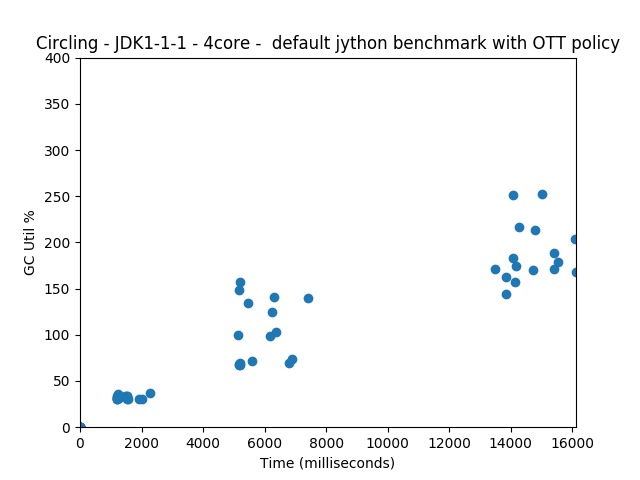 Circling - JDK1-1-1 - 4core -  default jython benchmark with OTT policy
400
350
300
250
200
150
100
50
0
GC Util %
0 2000 4000 6000 8000 10000 12000 14000 16000
Time (milliseconds)